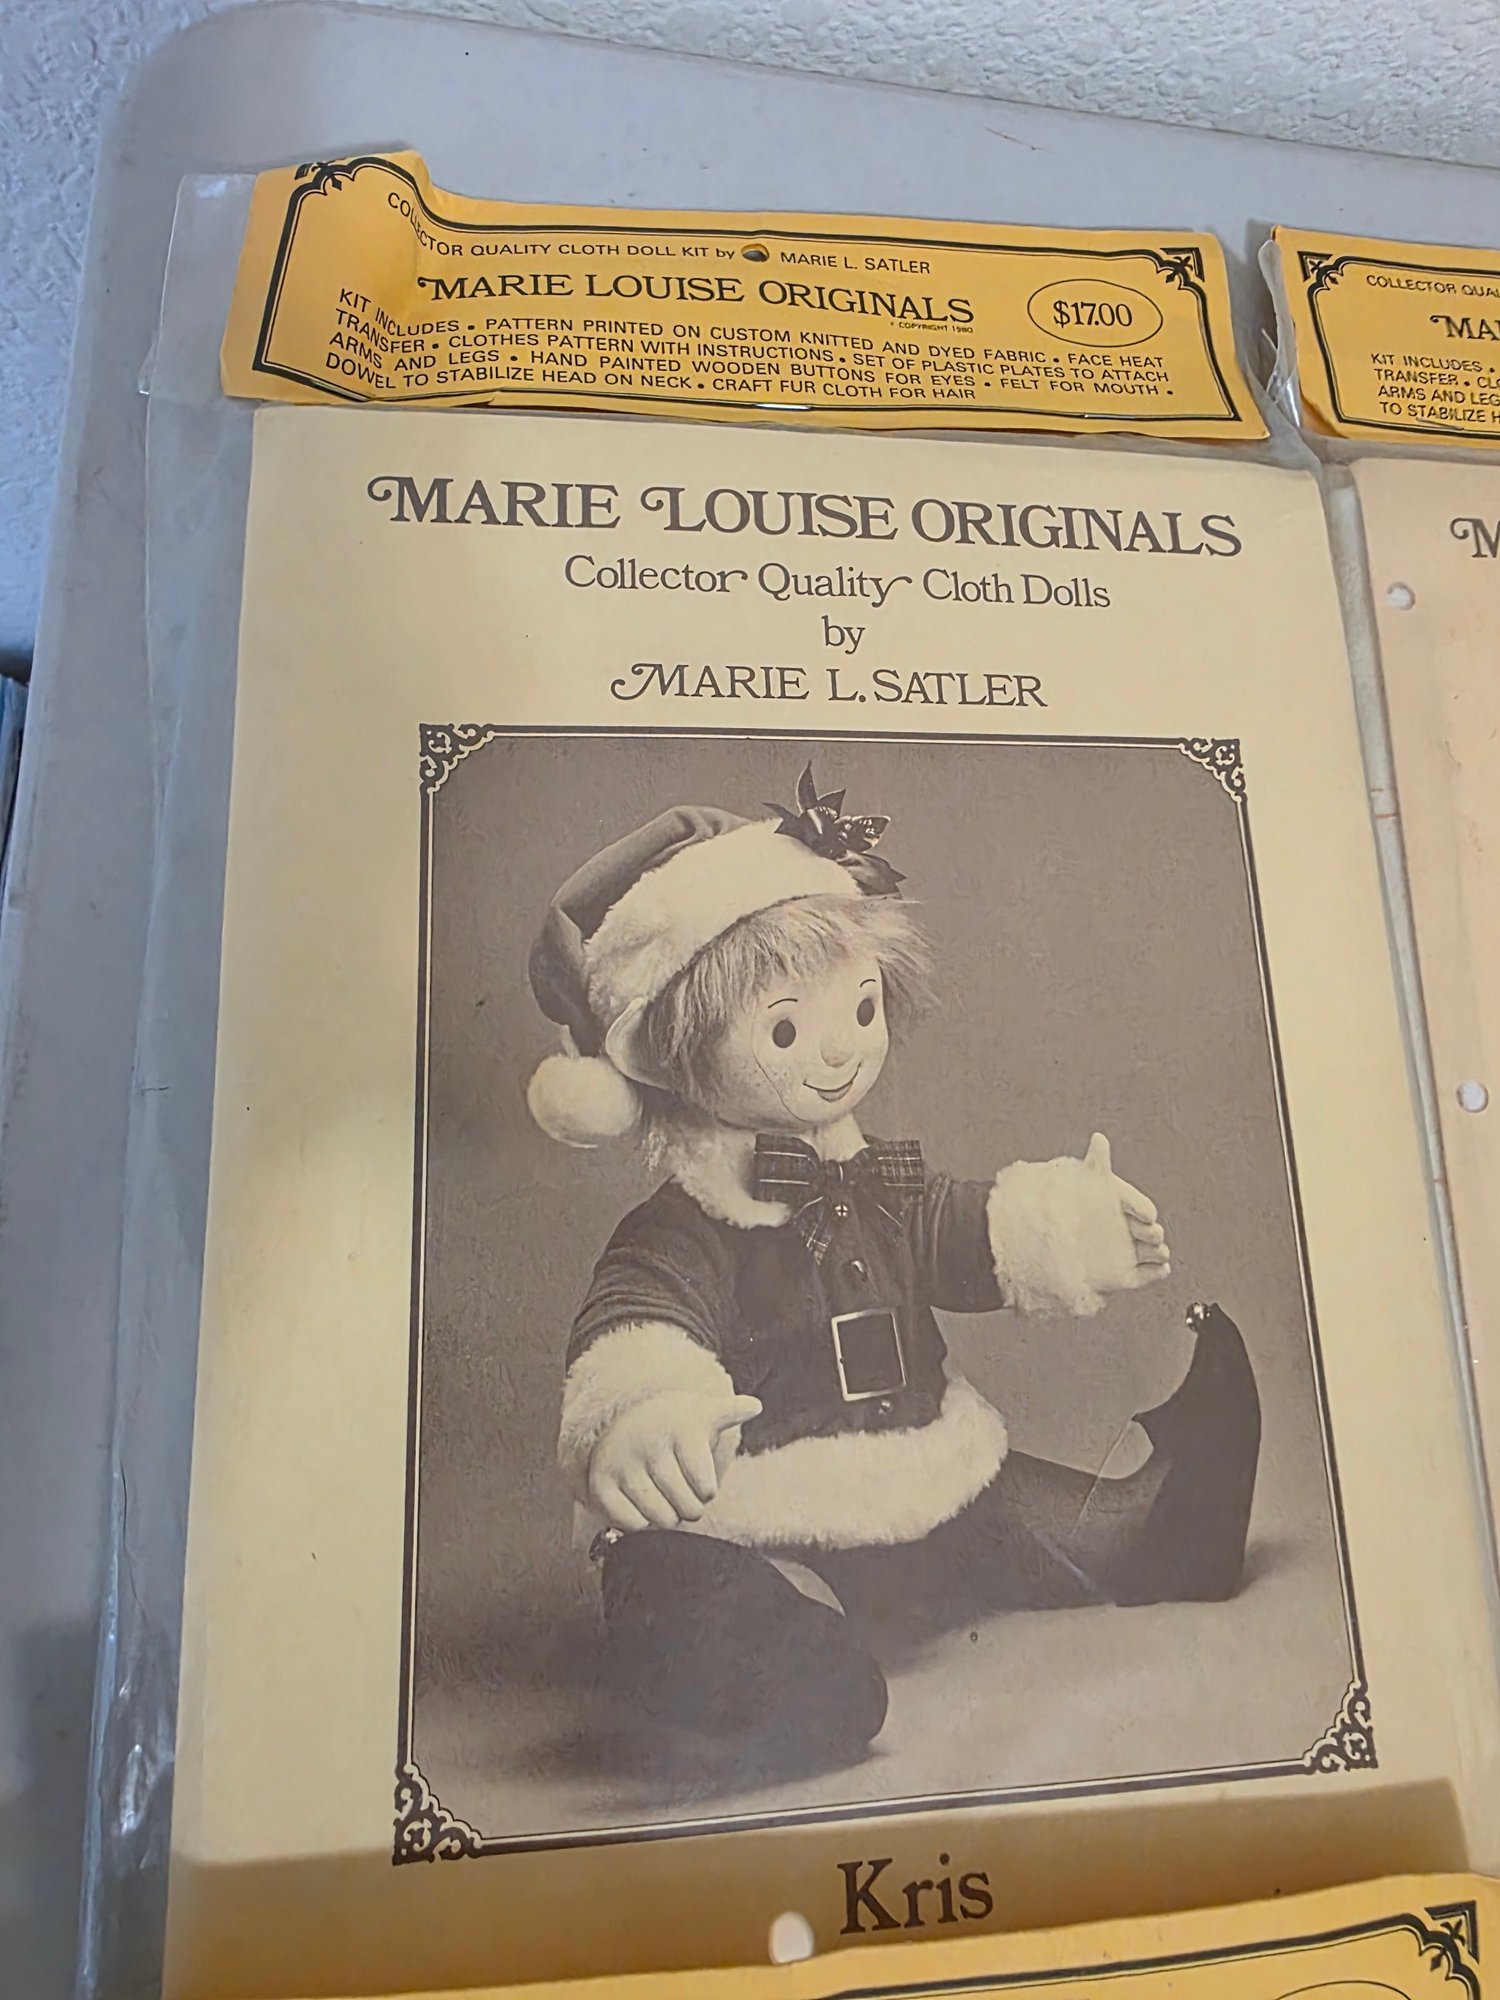 COLLECTOR QUALITY CLOTH DOLL KIT by MARIE L. SATLER
MARIE LOUISE ORIGINALS
© COPYRIGHT 1980
$17.00
KIT INCLUDES • PATTERN PRINTED ON CUSTOM KNITTED AND DYED FABRIC • FACE HEAT
TRANSFER • CLOTHES PATTERN WITH INSTRUCTIONS • SET OF PLASTIC PLATES TO ATTACH
ARMS AND LEGS • HAND PAINTED WOODEN BUTTONS FOR EYES • FELT FOR MOUTH •
DOWEL TO STABILIZE HEAD ON NECK • CRAFT FUR CLOTH FOR HAIR
MARIE LOUISE ORIGINALS
Collector Quality Cloth Dolls
by
MARIE L. SATLER
Kris
COLLECTOR
KIT INCLUDES •
TRANSFER •
ARMS AND
TO STABILIZE